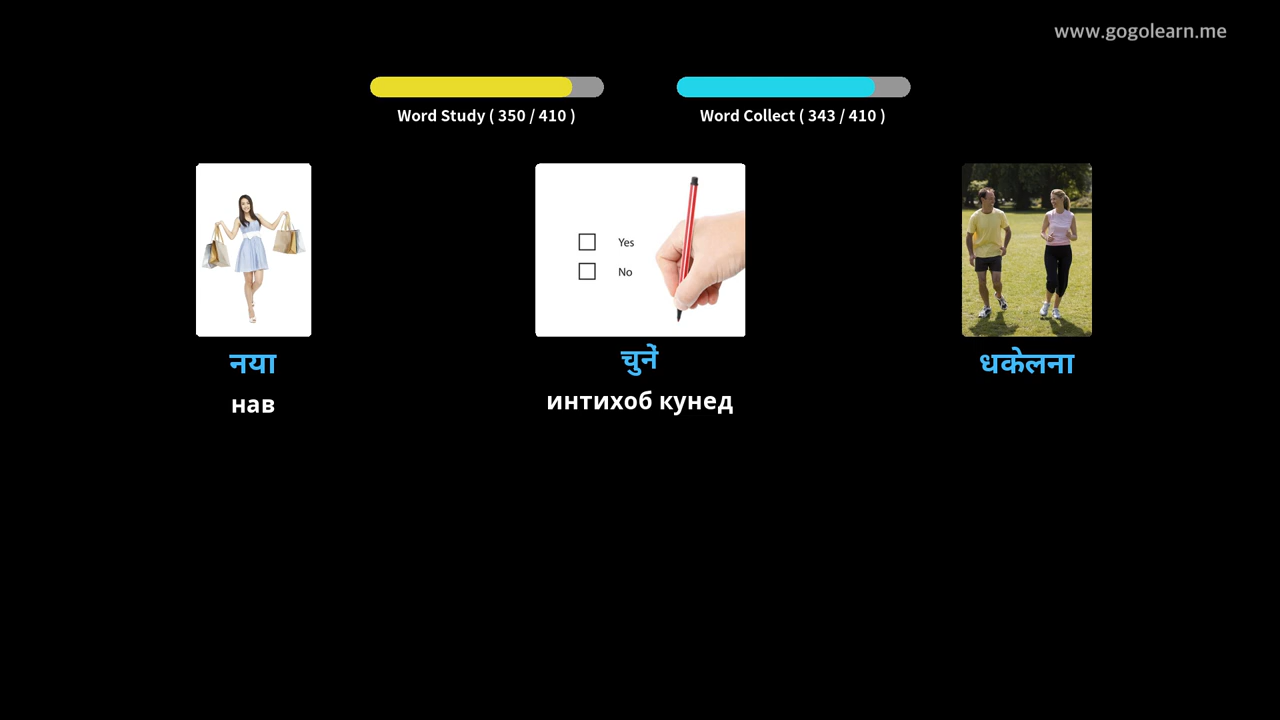 www.gogolearn.me
Word Study ( 350 / 410 )
Word Collect ( 343 / 410 )
Yes
No
नया
चुनें
धकेलना
нав
интихоб кунед